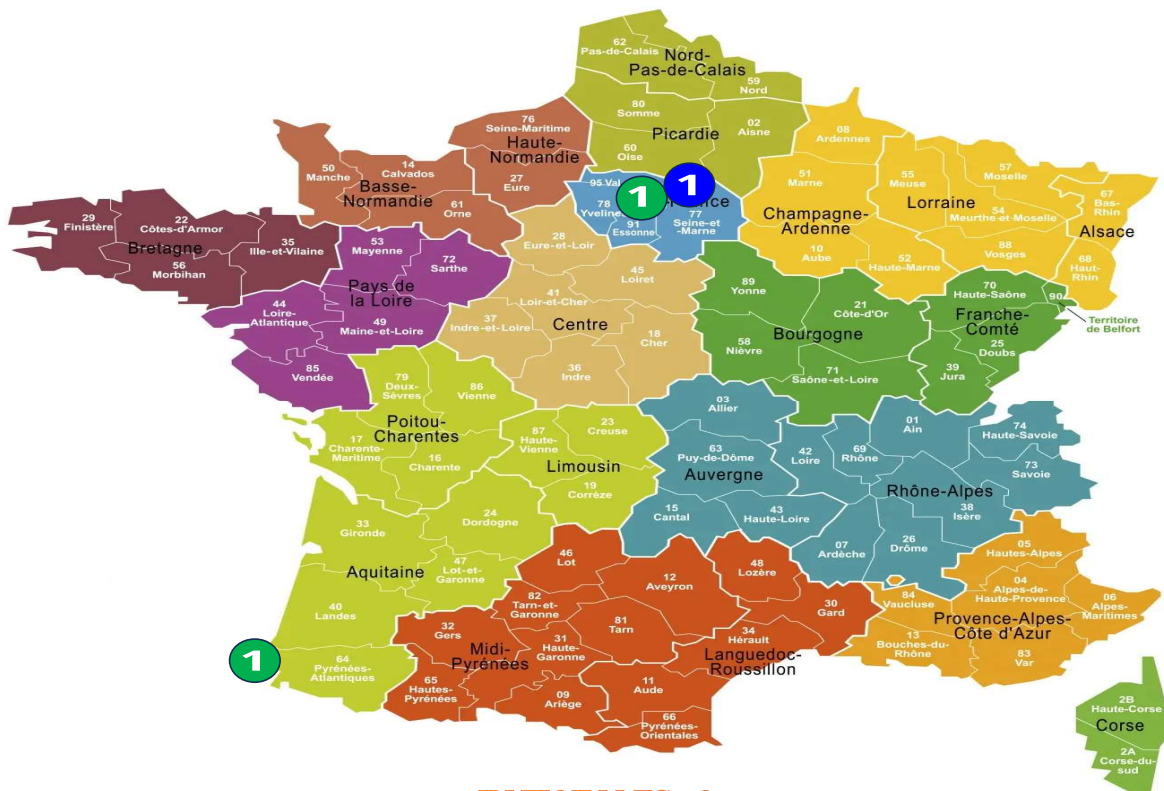 62
Pas-de-Calais
Nord-
Pas-de-Calais
59
Nord
80
Somme
Picardie
02
Aisne
60
Oise
76
Seine-Maritime
Haute-
Normandie
27
Eure
50
Manche
14
Calvados
Basse-
Normandie
61
Orne
08
Ardennes
51
Marne
Champagne-
Ardenne
10
Aube
52
Haute-Marne
55
Meuse
57
Moselle
Lorraine
54
Meurthe-et-Moselle
88
Vosges
67
Bas-
Rhin
Alsace
68
Haut-
Rhin
95 Val
1
1
78
91
Essonne
77
Seine-et
-Marne
29
Finistère
22
Côtes-d'Armor
Bretagne
35
Ille-et-Vilaine
56
Morbihan
53
Mayenne
72
Sarthe
Pays de
la Loire
44
Loire-
Atlantique
49
Maine-et-Loire
85
Vendée
28
Eure-et-Loir
45
Loiret
41
Loir-et-Cher
37
Indre-et-Loire
Centre
18
Cher
36
Indre
89
Yonne
21
Côte-d'Or
Bourgogne
58
Nièvre
71
Saône-et-Loire
70
Haute-Saône
90
Territoire
de Belfort
Franche-
Comté
25
Doubs
39
Jura
79
Deux-
Sèvres
86
Vienne
Poitou-
Charentes
17
Charente-
Maritime
16
Charente
87
Haute-
Vienne
23
Creuse
Limousin
19
Corrèze
03
Allier
63
Puy-de-Dôme
Auvergne
15
Cantal
43
Haute-Loire
42
Loire
69
Rhône
01
Ain
74
Haute-Savoie
73
Savoie
Rhône-Alpes
38
Isère
07
Ardèche
26
Drôme
33
Gironde
24
Dordogne
Aquitaine
47
Lot-et-
Garonne
40
Landes
1
64
Pyrénées-
Atlantiques
46
Lot
12
Aveyron
82
Tarn-et-
Garonne
32
Gers
81
Tarn
31
Haute-
Garonne
Midi-
Pyrénées
65
Hautes-
Pyrénées
09
Ariège
48
Lozère
30
Gard
34
Hérault
Languedoc-
Roussillon
11
Aude
66
Pyrénées-
Orientales
05
Hautes-Alpes
04
Alpes-de-
Haute-Provence
06
Alpes-
Maritimes
84
Vaucluse
Provence-Alpes-
Côte d'Azur
13
Bouches-du-
Rhône
83
Var
2B
Haute-Corse
Corse
2A
Corse-du-
sud